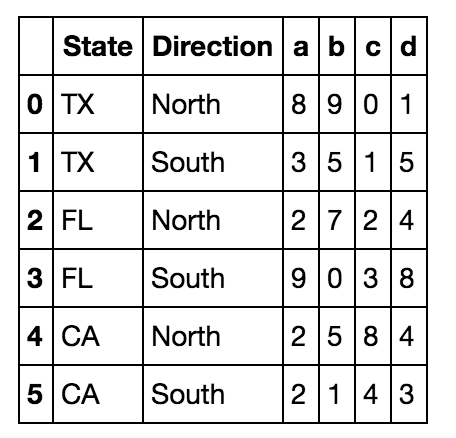 State Direction a b c d
0 TX North 8 9 0 1
1 TX South 3 5 1 5
2 FL North 2 7 2 4
3 FL South 9 0 3 8
4 CA North 2 5 8 4
5 CA South 2 1 4 3